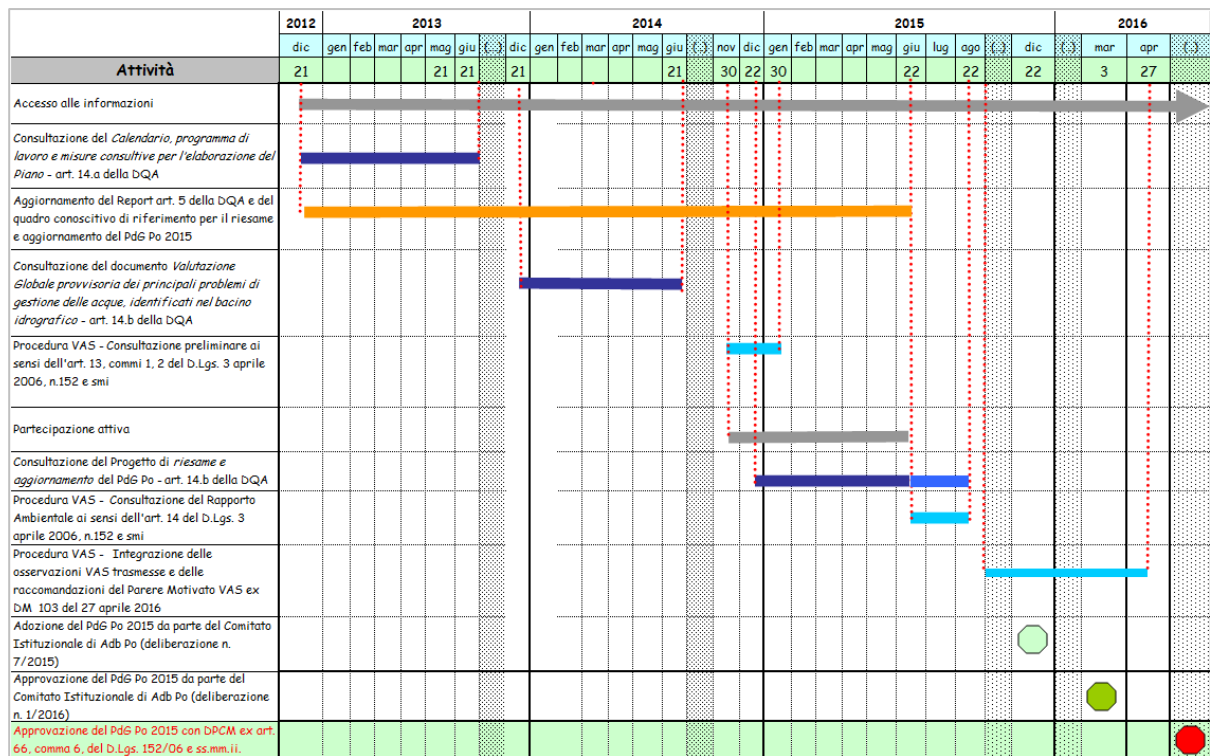 2012 2013 2014 2015 2016
dic gen feb mar apr mag giu (...) dic gen feb mar apr mag giu (..) nov dic gen feb mar apr mag giu lug ago (..) dic (..) mar apr (..)
Attività 21 21 21 21 21 30 22 30 22 22 22 3 27
Accesso alle informazioni
Consultazione del Calendario, programma di
lavoro e misure consultive per l'elaborazione del
Piano - art. 14.a della DQA
Aggiornamento del Report art. 5 della DQA e del
quadro conoscitivo di riferimento per il riesame
e aggiornamento del PdG Po 2015
Consultazione del documento Valutazione
Globale provvisoria dei principali problemi di
gestione delle acque, identificati nel bacino
idrografico - art. 14.b della DQA
Procedura VAS - Consultazione preliminare ai
sensi dell'art. 13, commi 1, 2 del D.Lgs. 3 aprile
2006, n.152 e smi
Partecipazione attiva
Consultazione del Progetto di riesame e
aggiornamento del PdG Po - art. 14.b della DQA
Procedura VAS - Consultazione del Rapporto
Ambientale ai sensi dell'art. 14 del D.Lgs. 3
aprile 2006, n.152 e smi
Procedura VAS - Integrazione delle
osservazioni VAS trasmesse e delle
raccomandazioni del Parere Motivato VAS ex
DM 103 del 27 aprile 2016
Adozione del PdG Po 2015 da parte del Comitato
Istituzionale di Adb Po (deliberazione n.
7/2015)
Approvazione del PdG Po 2015 da parte del
Comitato Istituzionale di Adb Po (deliberazione
n. 1/2016)
Approvazione del PdG Po 2015 con DPCM ex art.
66, comma 6, del D.Lgs. 152/06 e ss.mm.ii.